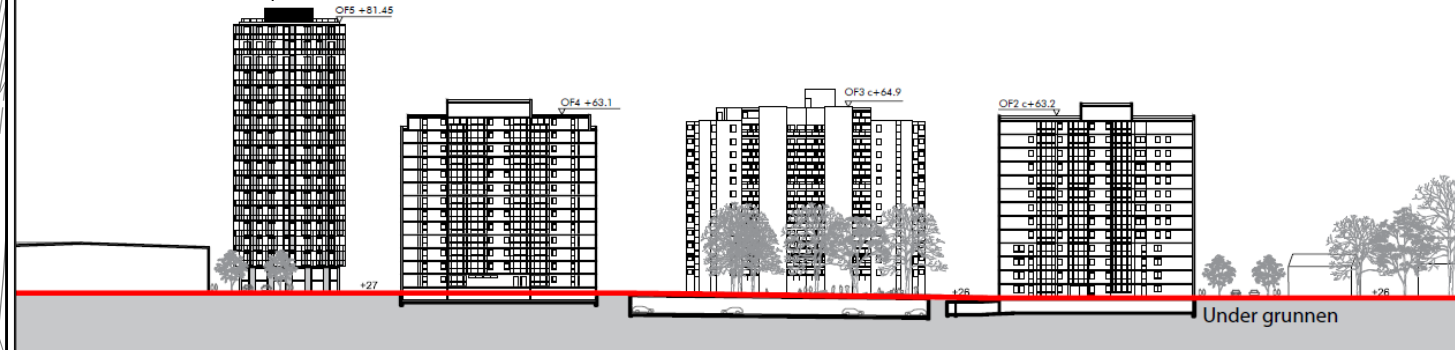 OF5 +81.45
OF4 +63.1
OF3 c+64.9
OF2 c+63.2
+27
+26
+26
Under grunnen